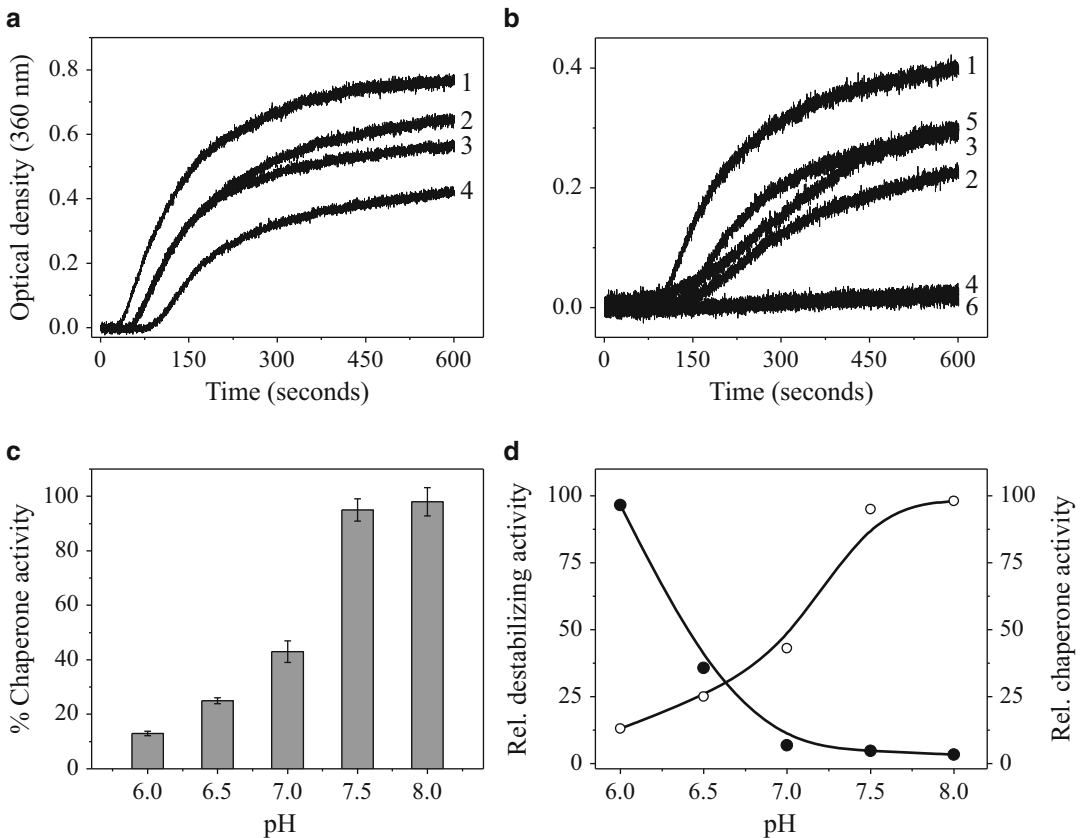 a
Optical density (360 nm)
0.8
0.6
0.4
0.2
0.0
1
2
3
4
0 150 300 450 600
Time (seconds)
b
0.4
0.2
0.0
1
5
3
2
4
6
0 150 300 450 600
Time (seconds)
c
% Chaperone activity
100
80
60
40
20
0
6.0 6.5 7.0 7.5 8.0
pH
d
Rel. destabilizing activity
100
75
50
25
0
Rel. chaperone activity
100
75
50
25
0
6.0 6.5 7.0 7.5 8.0
pH